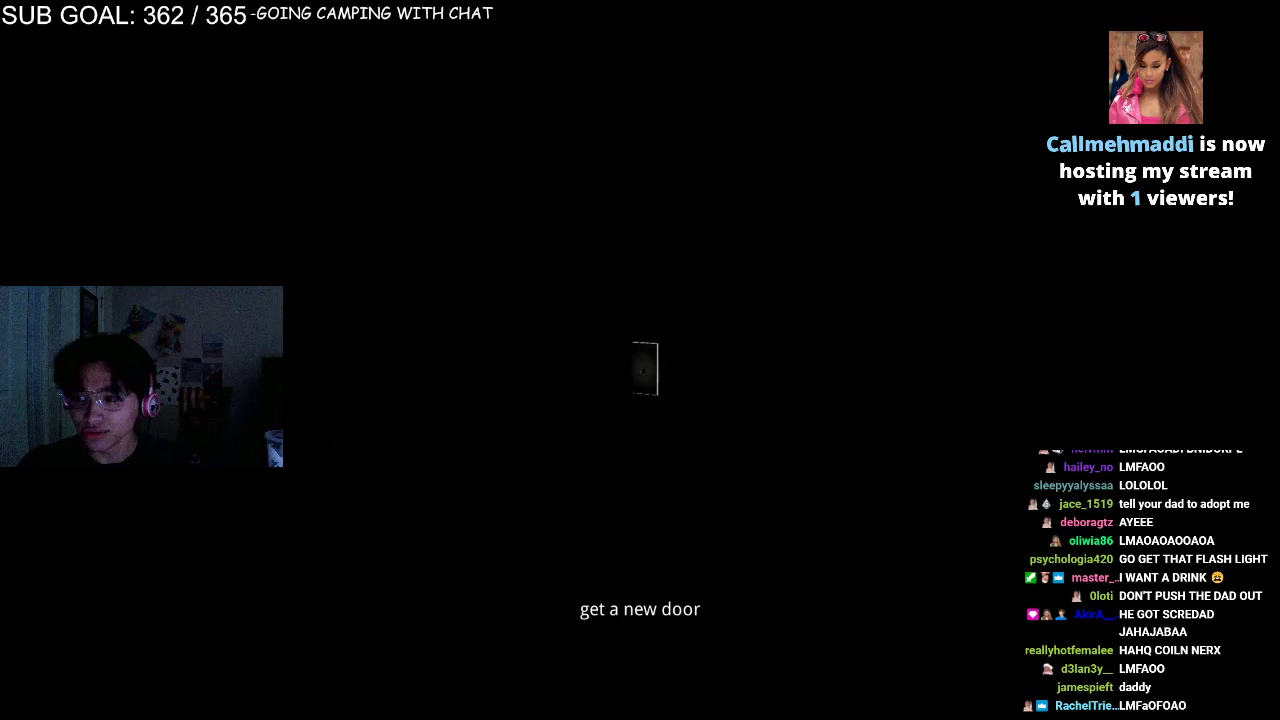 SUB GOAL: 362 / 365 -GOING CAMPING WITH CHAT
Callmehmaddi is now
hosting my stream
with 1 viewers!
hailey_no LMFAOO
sleepyyalyssaa LOLOLOL
jace_1519 tell your dad to adopt me
deboragtz AYEEE
oliwia86 LMAOAOAOOAOA
psychologia420 GO GET THAT FLASH LIGHT
master_... I WANT A DRINK 😩
0loti DON'T PUSH THE DAD OUT
AkirA__... HE GOT SCREDAD
JAHAJABAA
reallyhotfemalee HAHQ COILN NERX
d3lan3y__ LMFAOO
jamespieft daddy
RachelTrie... LMFaOFOAO
get a new door